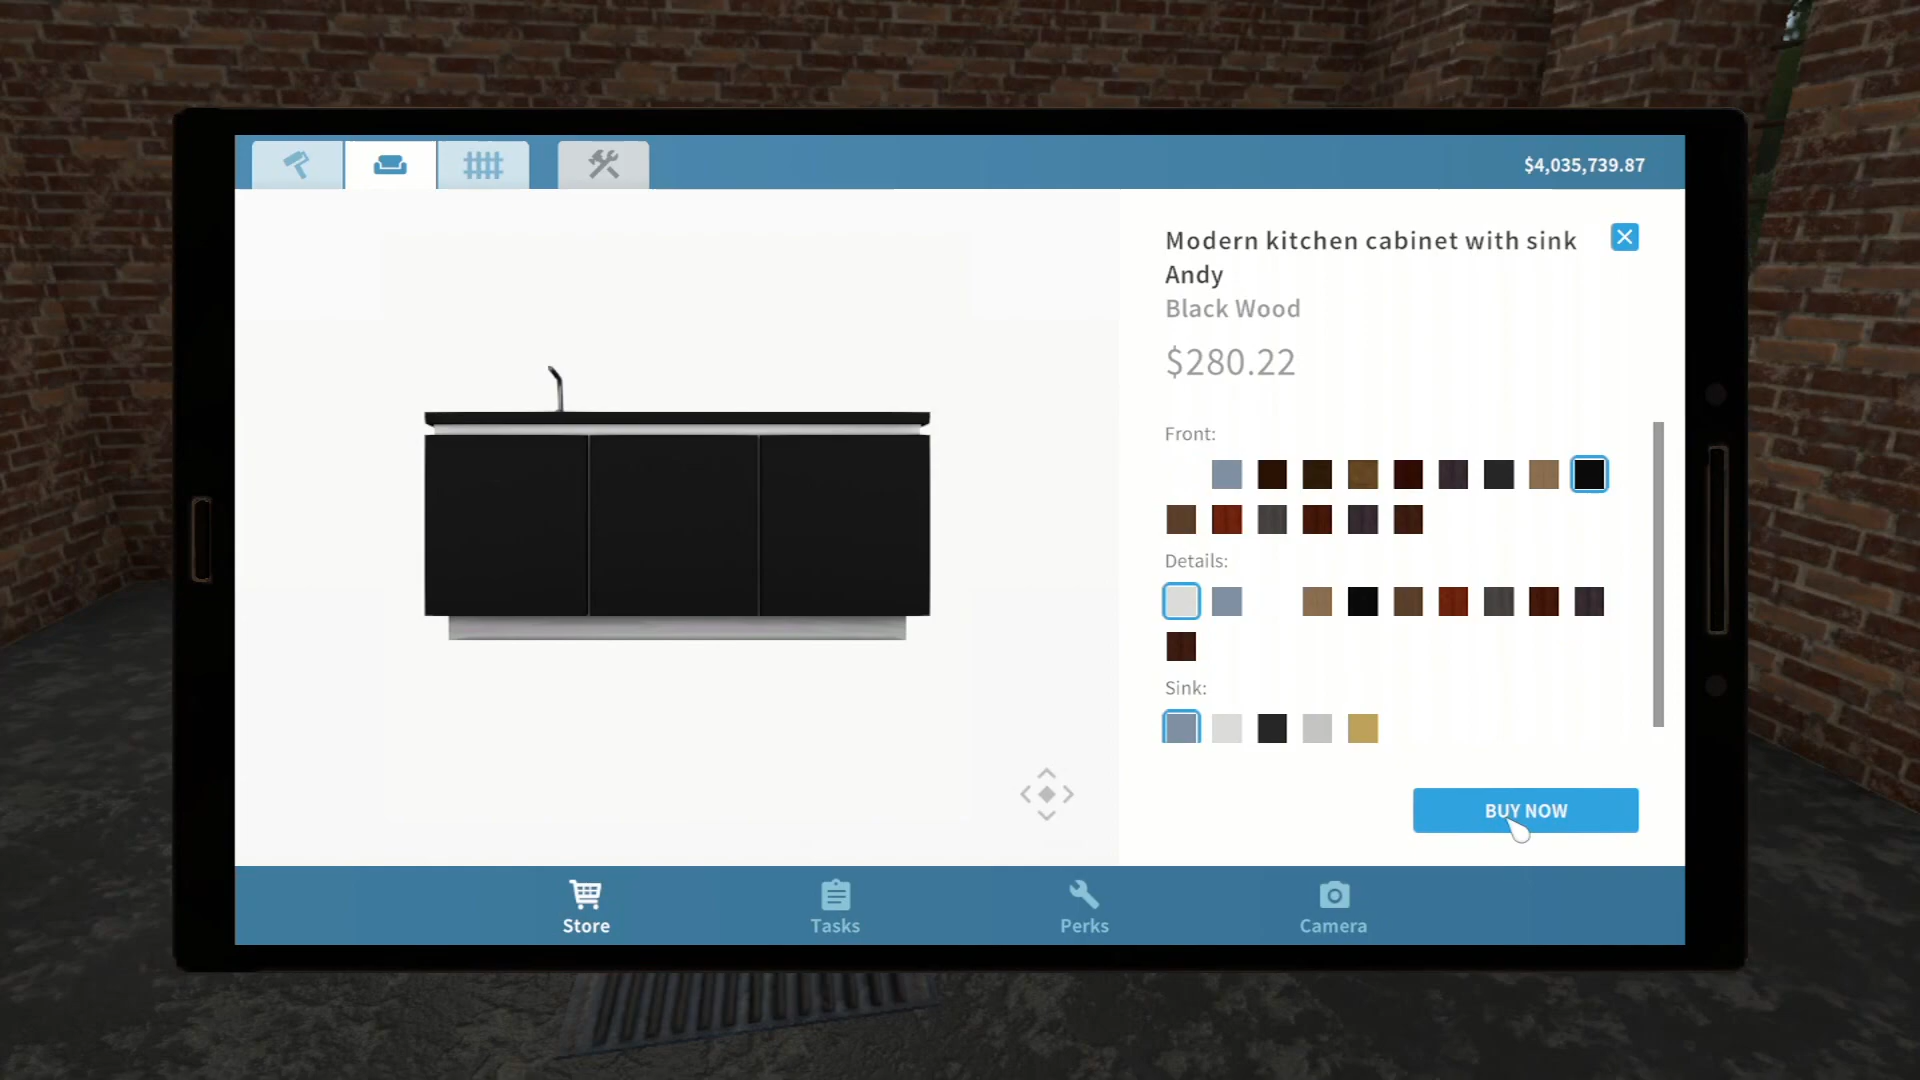 $4,035,739.87
Modern kitchen cabinet with sink
Andy
Black Wood
$280.22
Front:
Details:
Sink:
BUY NOW
Store
Tasks
Perks
Camera